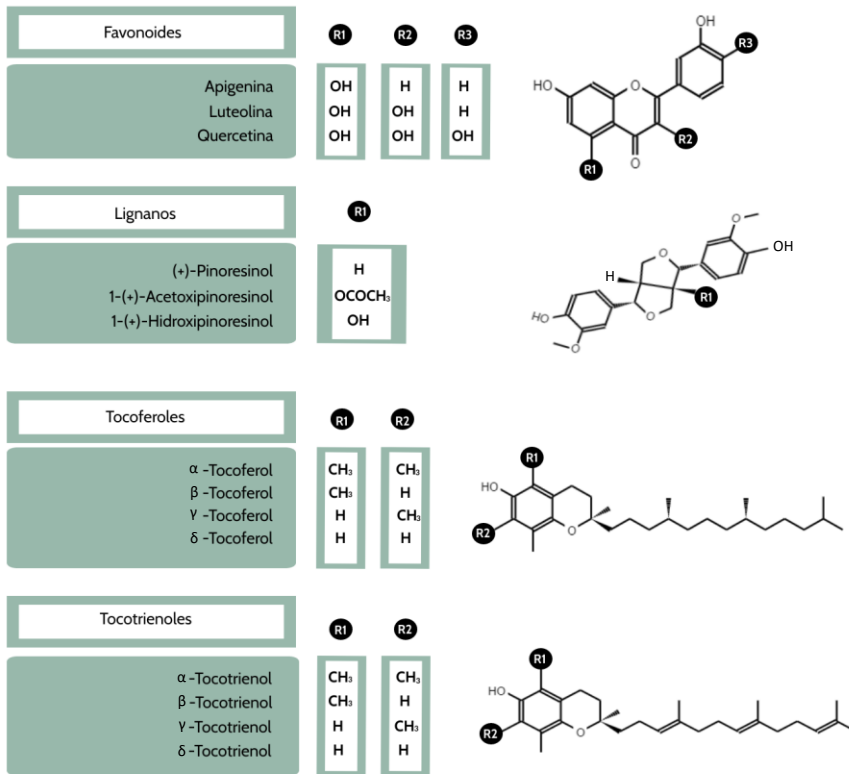 Favonoides R1 R2 R3
Apigenina OH H H
Luteolina OH OH H
Quercetina OH OH OH
OH
R3
HO
O
R2
R1
O
Lignanos R1
(+)-Pinoresinol H
1-(+)-Acetoxipinoresinol OCOCH₃
1-(+)-Hidroxipinoresinol OH
O
OH
O
H
R1
HO
O
O
Tocoferoles R1 R2
α -Tocoferol CH₃ CH₃
β -Tocoferol CH₃ H
γ -Tocoferol H CH₃
δ -Tocoferol H H
R1
HO
R2
O
Tocotrienoles R1 R2
α -Tocotrienol CH₃ CH₃
β -Tocotrienol CH₃ H
γ -Tocotrienol H CH₃
δ -Tocotrienol H H
R1
HO
R2
O